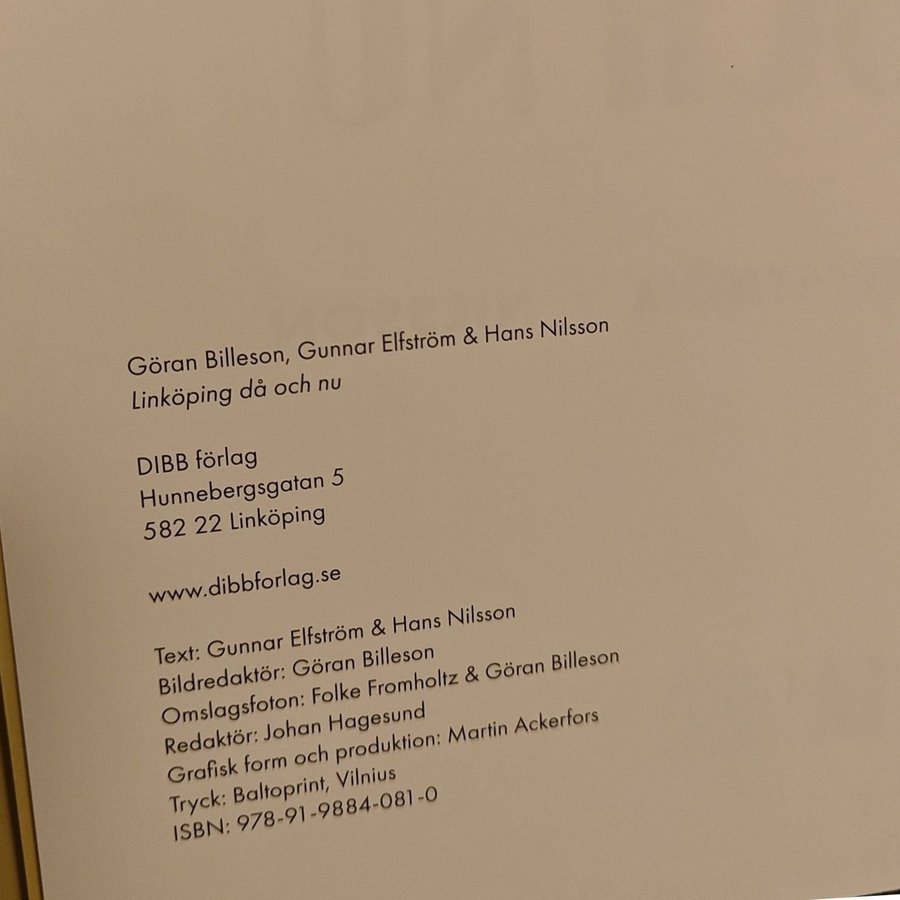 Göran Billeson, Gunnar Elfström & Hans Nilsson
Linköping då och nu
DIBB förlag
Hunnebergsgatan 5
582 22 Linköping
www.dibbforlag.se
Text: Gunnar Elfström & Hans Nilsson
Bildredaktör: Göran Billeson
Omslagsfoton: Folke Fromholtz & Göran Billeson
Redaktör: Johan Hagesund
Grafisk form och produktion: Martin Ackerfors
Tryck: Baltoprint, Vilnius
ISBN: 978-91-9884-081-0